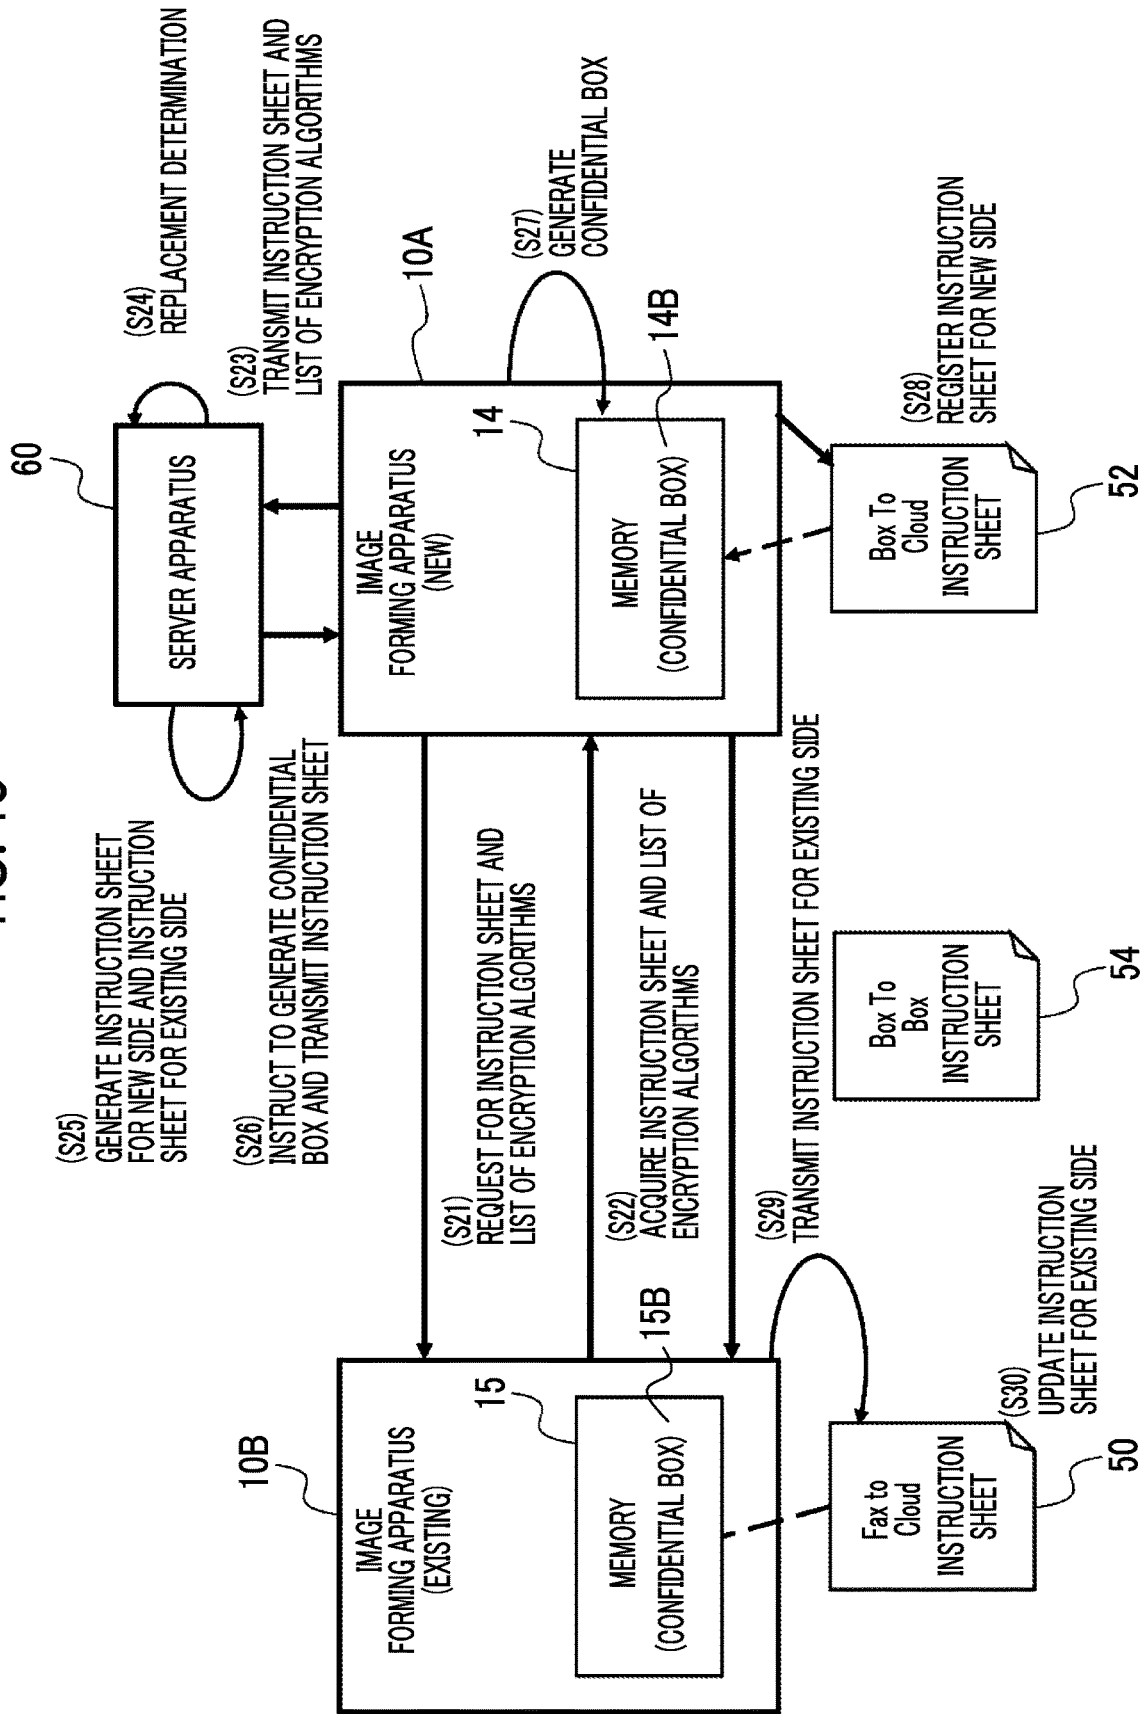 60
SERVER APPARATUS
(S24)
REPLACEMENT DETERMINATION
(S23)
TRANSMIT INSTRUCTION SHEET AND
LIST OF ENCRYPTION ALGORITHMS
(S25)
GENERATE INSTRUCTION SHEET
FOR NEW SIDE AND INSTRUCTION
SHEET FOR EXISTING SIDE
(S26)
INSTRUCT TO GENERATE CONFIDENTIAL
BOX AND TRANSMIT INSTRUCTION SHEET
10B
IMAGE
FORMING APPARATUS
(EXISTING)
15
MEMORY
(CONFIDENTIAL BOX)
15B
(S21)
REQUEST FOR INSTRUCTION SHEET AND
LIST OF ENCRYPTION ALGORITHMS
(S22)
ACQUIRE INSTRUCTION SHEET AND LIST OF
ENCRYPTION ALGORITHMS
(S29)
TRANSMIT INSTRUCTION SHEET FOR EXISTING SIDE
10A
IMAGE
FORMING APPARATUS
(NEW)
14
MEMORY
(CONFIDENTIAL BOX)
14B
(S27)
GENERATE
CONFIDENTIAL BOX
Fax to
Cloud
INSTRUCTION
SHEET
50
(S30)
UPDATE INSTRUCTION
SHEET FOR EXISTING SIDE
Box To
Box
INSTRUCTION
SHEET
54
Box To
Cloud
INSTRUCTION
SHEET
52
(S28)
REGISTER INSTRUCTION
SHEET FOR NEW SIDE